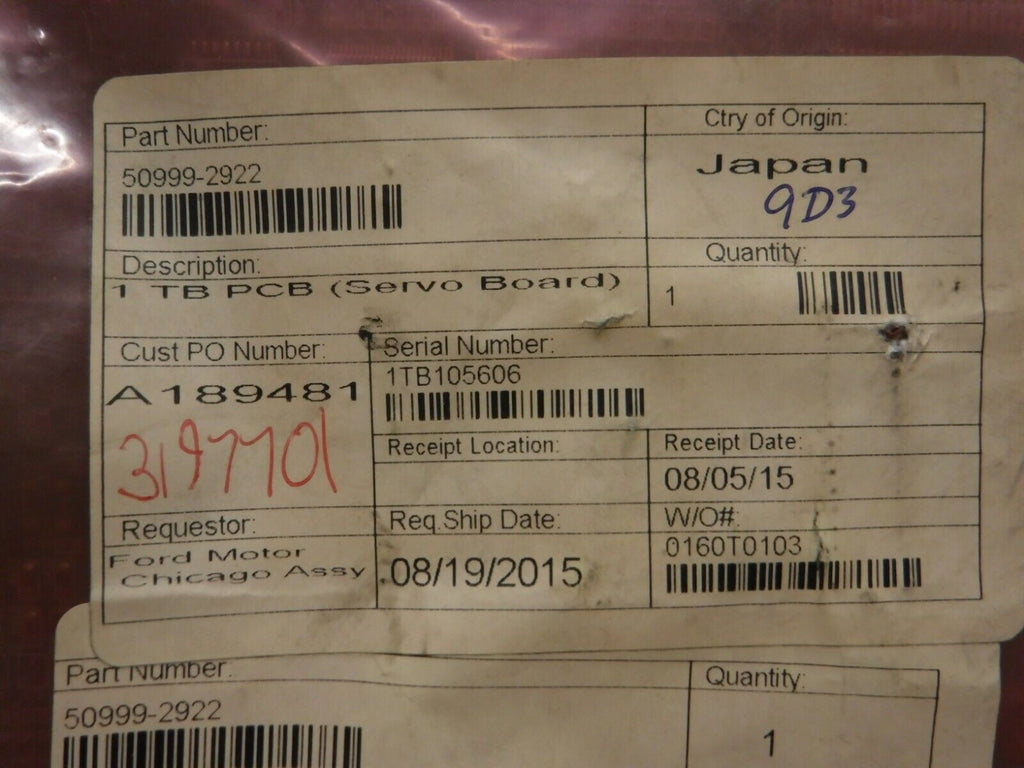 Part Number:
50999-2922
Ctry of Origin:
Japan
9D3
Description:
1 TB PCB (Servo Board)
Quantity:
1
Cust PO Number:
A189481
3197701
Serial Number:
1TB105606
Receipt Location:
Receipt Date:
08/05/15
Requestor:
Ford Motor
Chicago Assy
Req.Ship Date:
08/19/2015
W/O#:
0160T0103
Part Number:
50999-2922
Quantity:
1